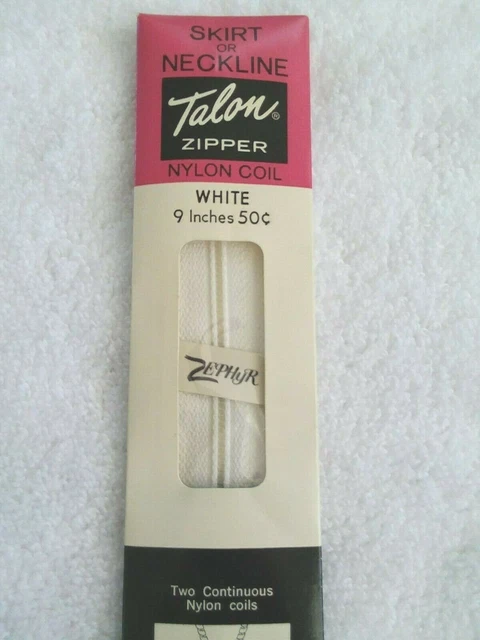 SKIRT
OR
NECKLINE
Talon®
ZIPPER
NYLON COIL
WHITE
9 Inches 50¢
ZEPHyR
Two Continuous
Nylon coils